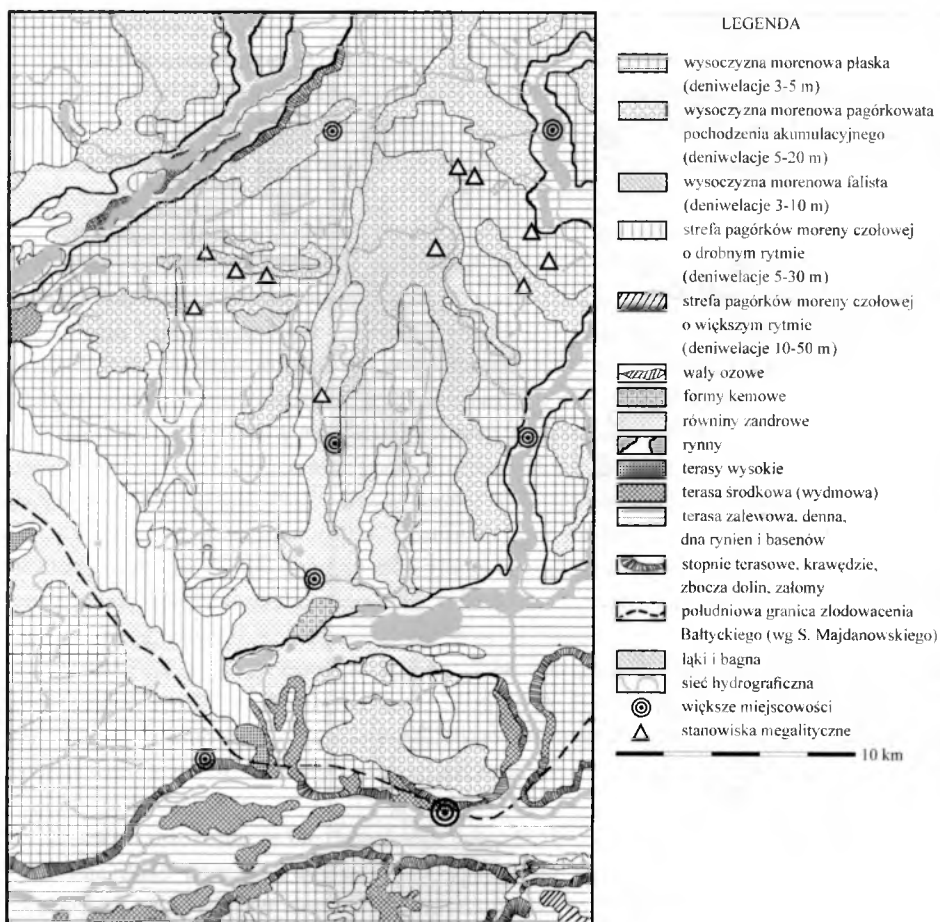 LEGENDA
wysoczyzna morenowa płaska
(deniwelacje 3-5 m)
wysoczyzna morenowa pagórkowata
pochodzenia akumulacyjnego
(deniwelacje 5-20 m)
wysoczyzna morenowa falista
(deniwelacje 3-10 m)
strefa pagórków moreny czołowej
o drobnym rytmie
(deniwelacje 5-30 m)
strefa pagórków moreny czołowej
o większym rytmie
(deniwelacje 10-50 m)
wały ozowe
formy kemowe
równiny zandrowe
rynny
terasy wysokie
terasa środkowa (wydmowa)
terasa zalewowa, denna,
dna rynien i basenów
stopnie terasowe, krawędzie,
zbocza dolin, załomy
południowa granica zlodowacenia
Bałtyckiego (wg S. Majdanowskiego)
łąki i bagna
sieć hydrograficzna
większe miejscowości
stanowiska megalityczne
10 km